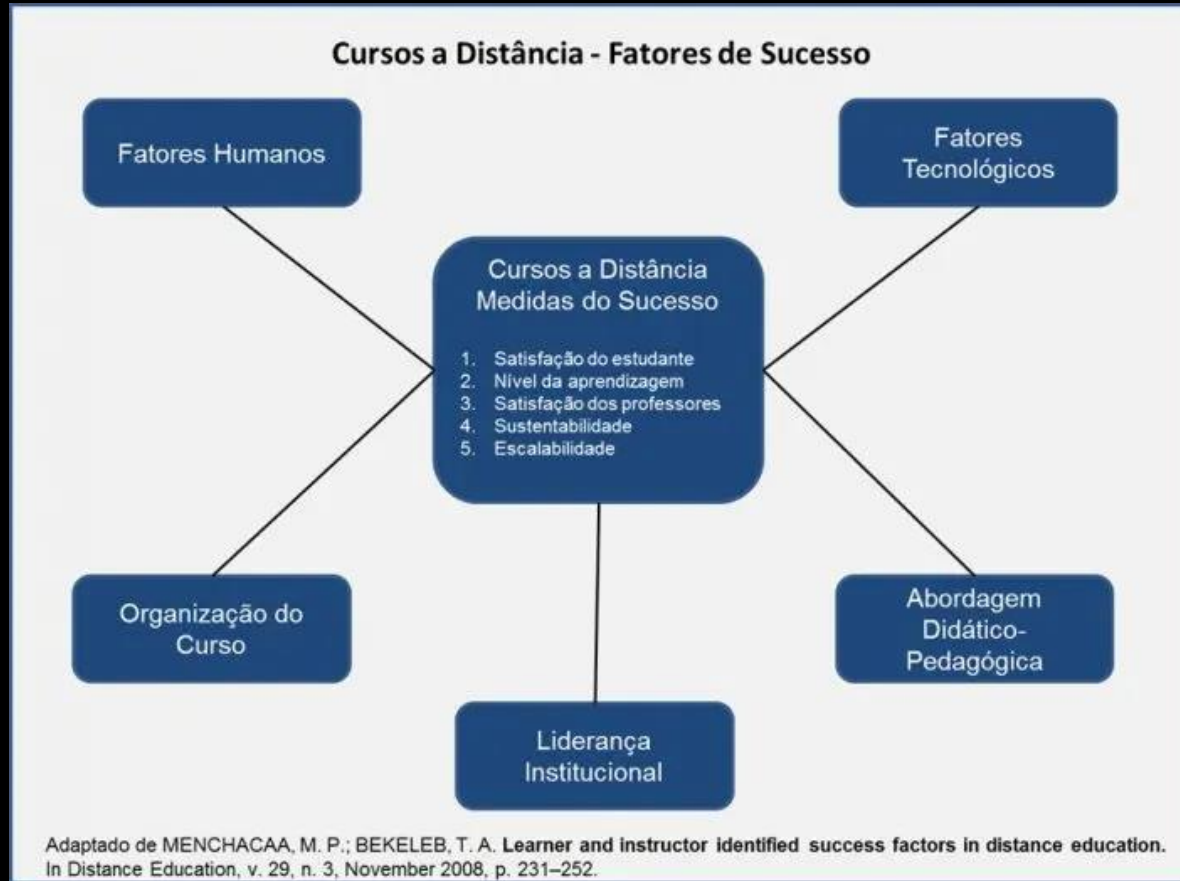 Cursos a Distância - Fatores de Sucesso
Fatores Humanos
Fatores
Tecnológicos
Cursos a Distância
Medidas do Sucesso
1. Satisfação do estudante
2. Nível da aprendizagem
3. Satisfação dos professores
4. Sustentabilidade
5. Escalabilidade
Organização do
Curso
Abordagem
Didático-
Pedagógica
Liderança
Institucional
Adaptado de MENCHACAA, M. P.; BEKELEB, T. A. Learner and instructor identified success factors in distance education.
In Distance Education, v. 29, n. 3, November 2008, p. 231–252.